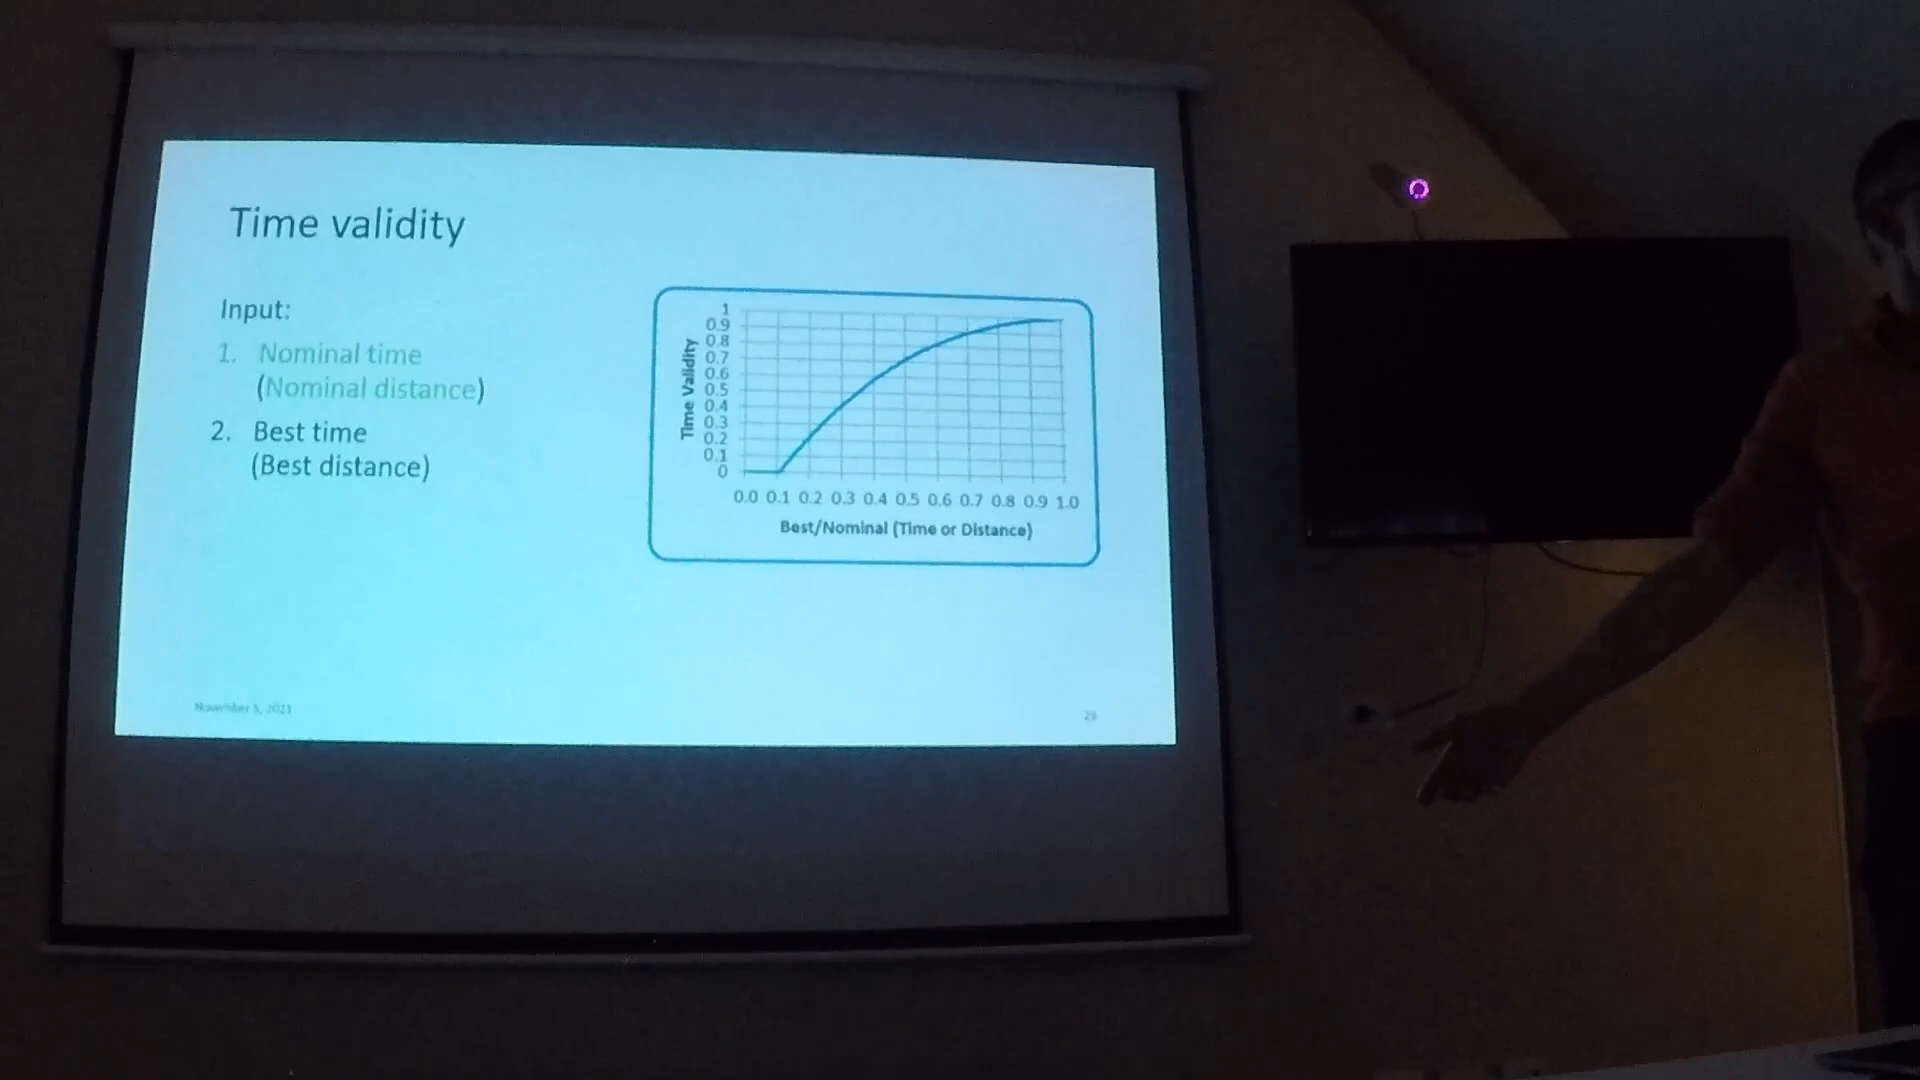 Time validity
Input:
1. Nominal time
(Nominal distance)
2. Best time
(Best distance)
1
0.9
0.8
0.7
0.6
0.5
0.4
0.3
0.2
0.1
0
Time Validity
0.0 0.1 0.2 0.3 0.4 0.5 0.6 0.7 0.8 0.9 1.0
Best/Nominal (Time or Distance)
November 5, 2021
29